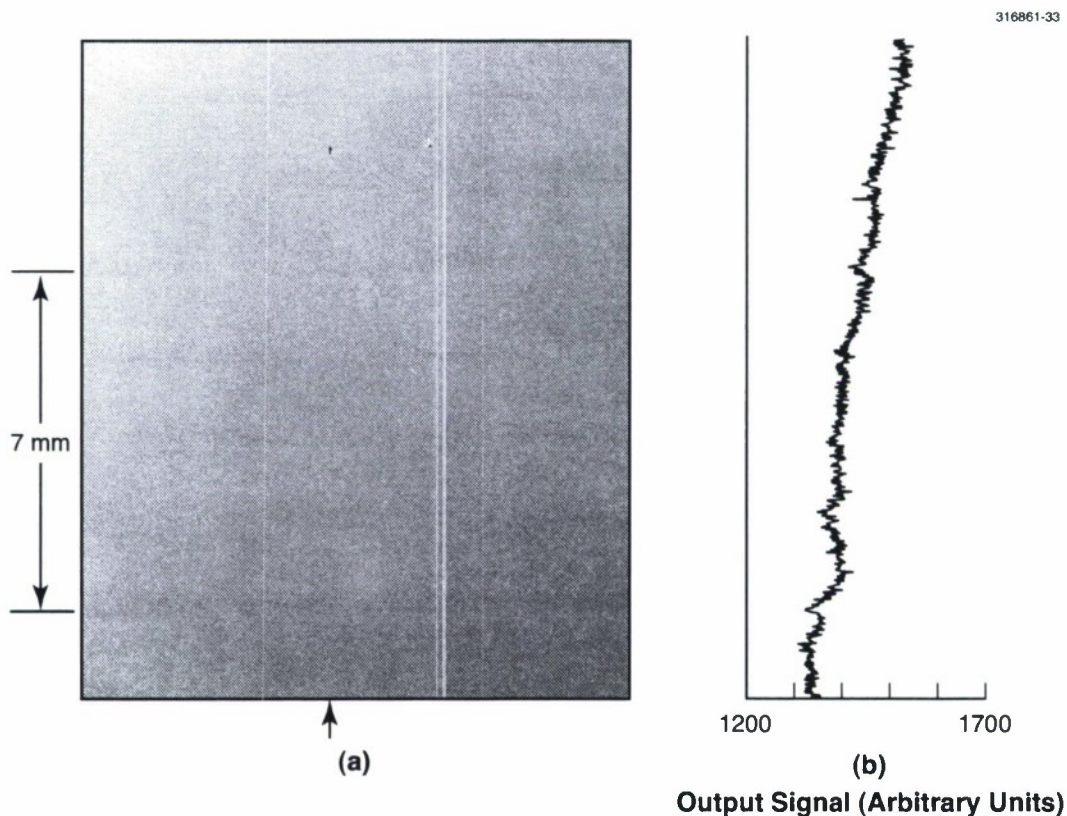 316861-33
7 mm
1200 1700
(a)
(b)
Output Signal (Arbitrary Units)